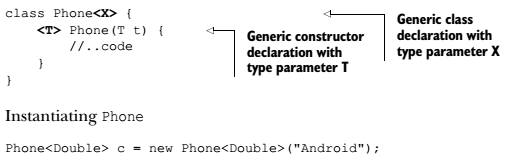 class Phone<X> {
Generic class
declaration with
type parameter X
<T> Phone(T t) {
//..code
}
}
Generic constructor
declaration with
type parameter T
Instantiating Phone
Phone<Double> c = new Phone<Double>("Android");